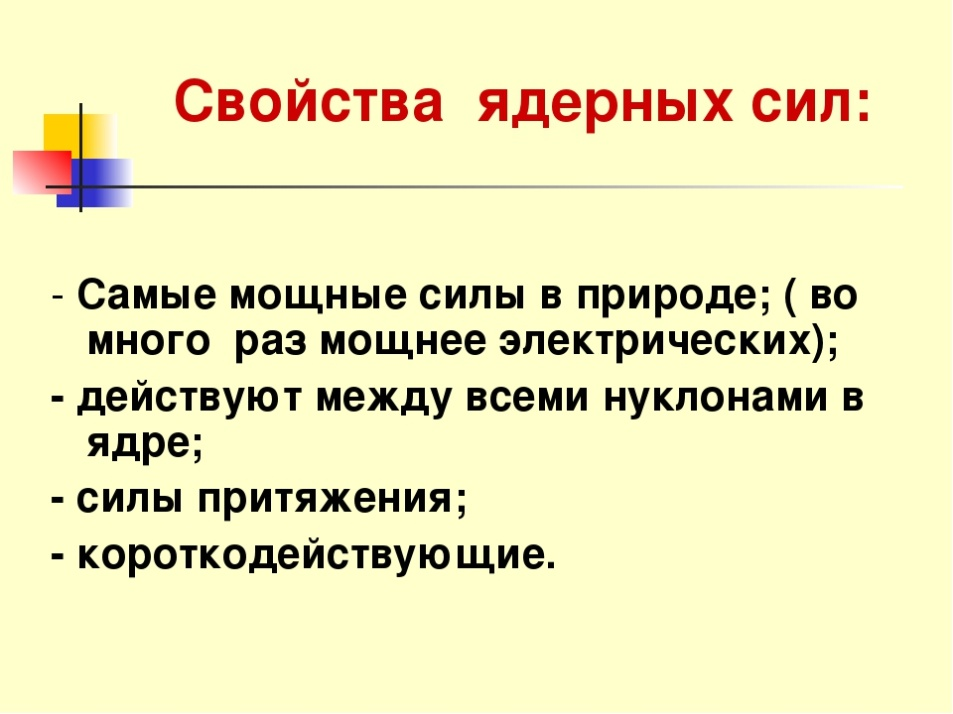 Свойства ядерных сил:
- Самые мощные силы в природе; ( во
много раз мощнее электрических);
- действуют между всеми нуклонами в
ядре;
- силы притяжения;
- короткодействующие.